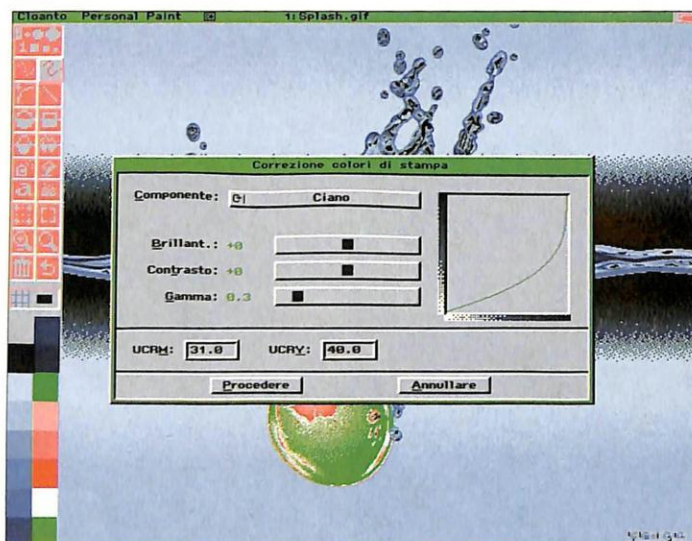 Cloanto Personal Paint 1:Splash.gif
Correzione colori di stampa
Componente: Ciano
Brillant.: +0
Contrasto: +0
Gamma: 0.3
UCRM: 31.0 UCRY: 40.0
Procedere Annullare